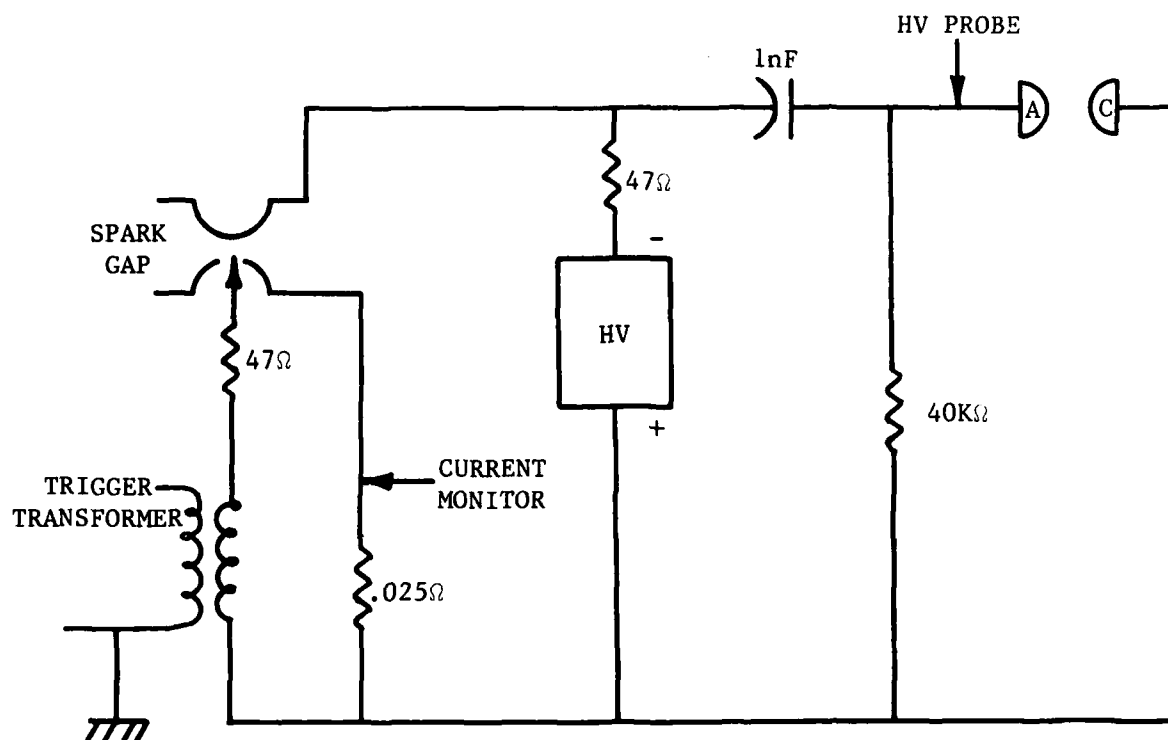 HV PROBE
1nF
A
C
47Ω
SPARK
GAP
-
HV
+
47Ω
40KΩ
CURRENT
MONITOR
TRIGGER
TRANSFORMER
.025Ω